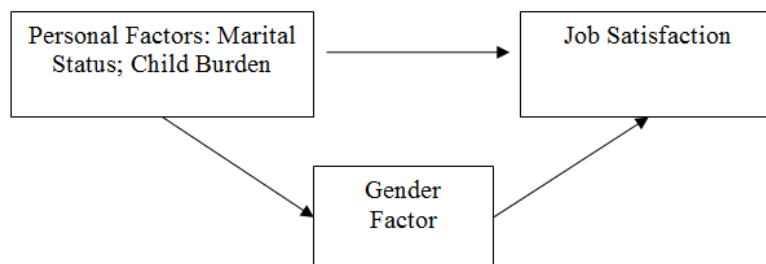 Personal Factors: Marital
Status; Child Burden
Job Satisfaction
Gender
Factor